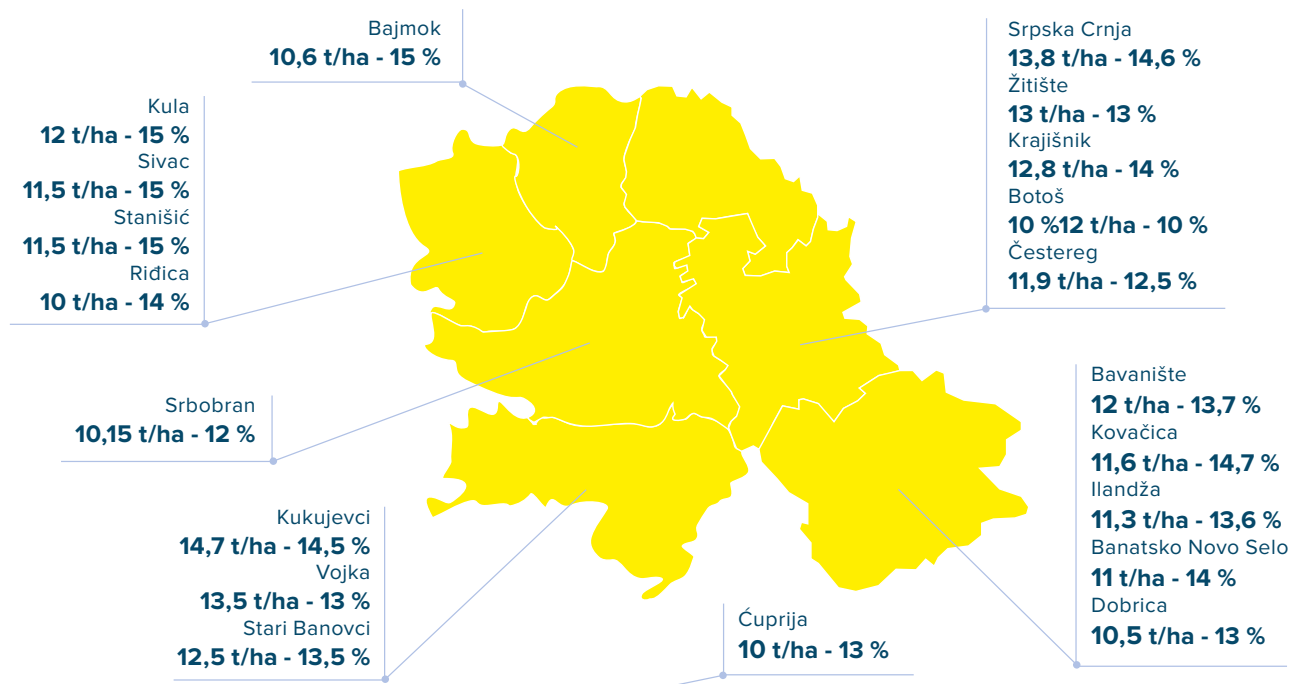 Bajmok
10,6 t/ha - 15 %
Kula
12 t/ha - 15 %
Sivac
11,5 t/ha - 15 %
Stanišić
11,5 t/ha - 15 %
Riđica
10 t/ha - 14 %
Srbobran
10,15 t/ha - 12 %
Kukujevci
14,7 t/ha - 14,5 %
Vojka
13,5 t/ha - 13 %
Stari Banovci
12,5 t/ha - 13,5 %
Srpska Crnja
13,8 t/ha - 14,6 %
Žitište
13 t/ha - 13 %
Krajišnik
12,8 t/ha - 14 %
Botoš
10 %12 t/ha - 10 %
Čestereg
11,9 t/ha - 12,5 %
Bavanište
12 t/ha - 13,7 %
Kovačica
11,6 t/ha - 14,7 %
Ilandža
11,3 t/ha - 13,6 %
Banatsko Novo Selo
11 t/ha - 14 %
Dobrica
10,5 t/ha - 13 %
Ćuprija
10 t/ha - 13 %